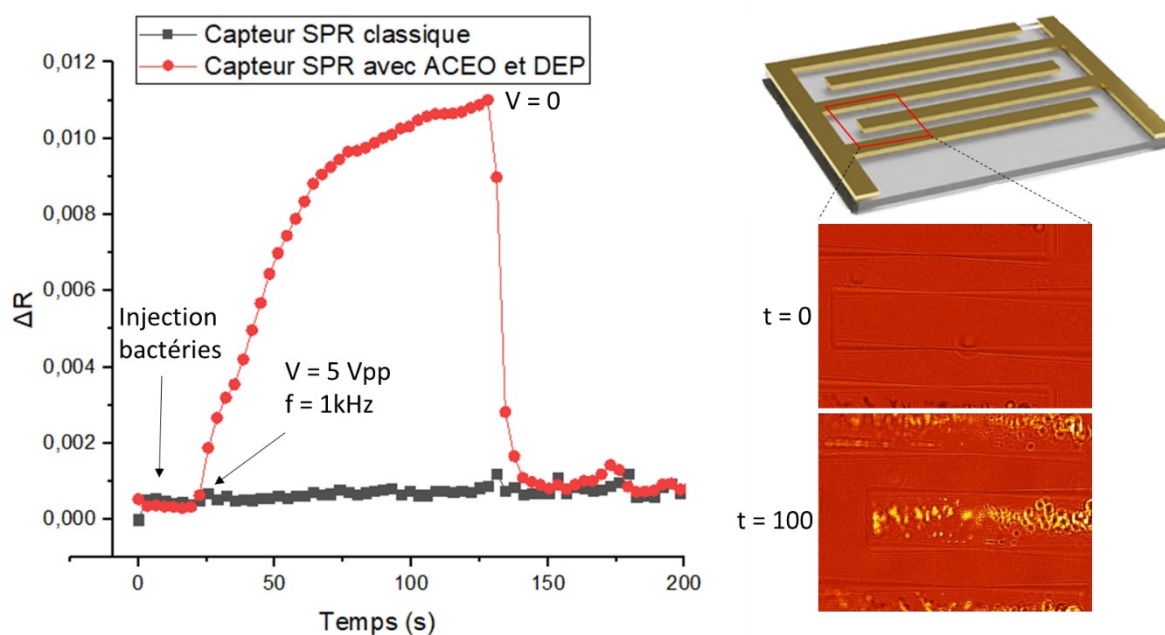 Capteur SPR classique
Capteur SPR avec ACEO et DEP
0,012
0,010
0,008
0,006
0,004
0,002
0,000
ΔR
V = 0
Injection
bactéries
V = 5 Vpp
f = 1kHz
0
50
100
150
200
Temps (s)
t = 0
t = 100